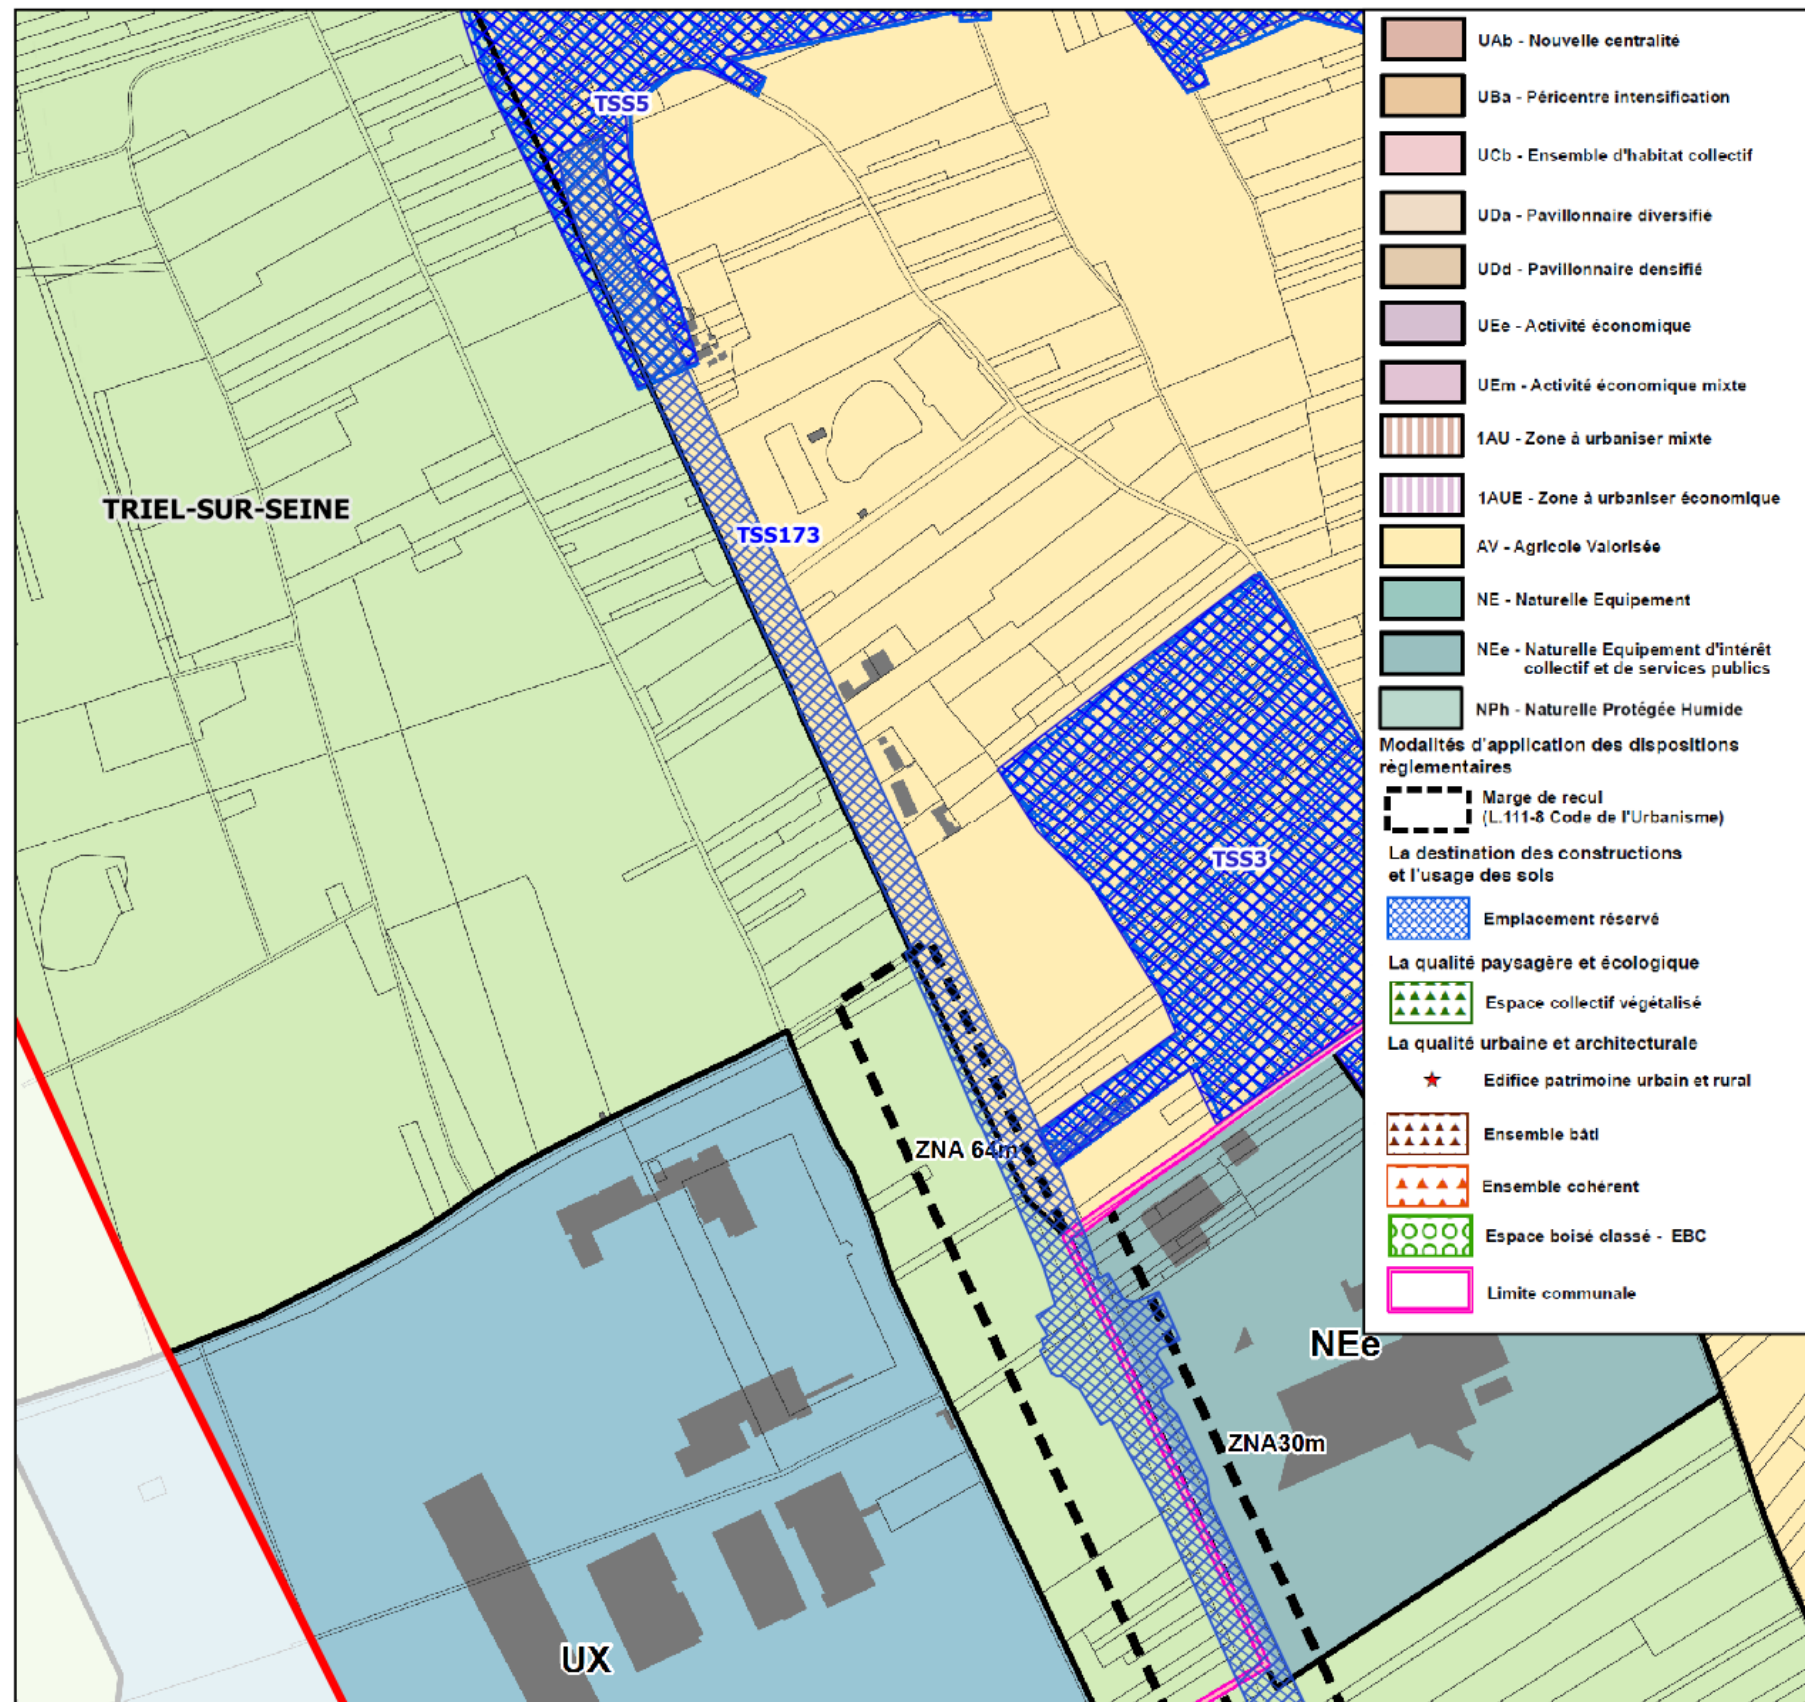 TSS5
TRIEL-SUR-SEINE
TSS173
TSS3
ZNA 64m
NEe
ZNA30m
UX
UAb - Nouvelle centralité
UBa - Péricentre intensification
UCb - Ensemble d'habitat collectif
UDa - Pavillonnaire diversifié
UDd - Pavillonnaire densifié
UEe - Activité économique
UEm - Activité économique mixte
1AU - Zone à urbaniser mixte
1AUE - Zone à urbaniser économique
AV - Agricole Valorisée
NE - Naturelle Equipement
NEe - Naturelle Equipement d'intérêt
collectif et de services publics
NPh - Naturelle Protégée Humide
Modalités d'application des dispositions
règlementaires
Marge de recul
(L.111-8 Code de l'Urbanisme)
La destination des constructions
et l'usage des sols
Emplacement réservé
La qualité paysagère et écologique
Espace collectif végétalisé
La qualité urbaine et architecturale
Edifice patrimoine urbain et rural
Ensemble bâti
Ensemble cohérent
Espace boisé classé - EBC
Limite communale